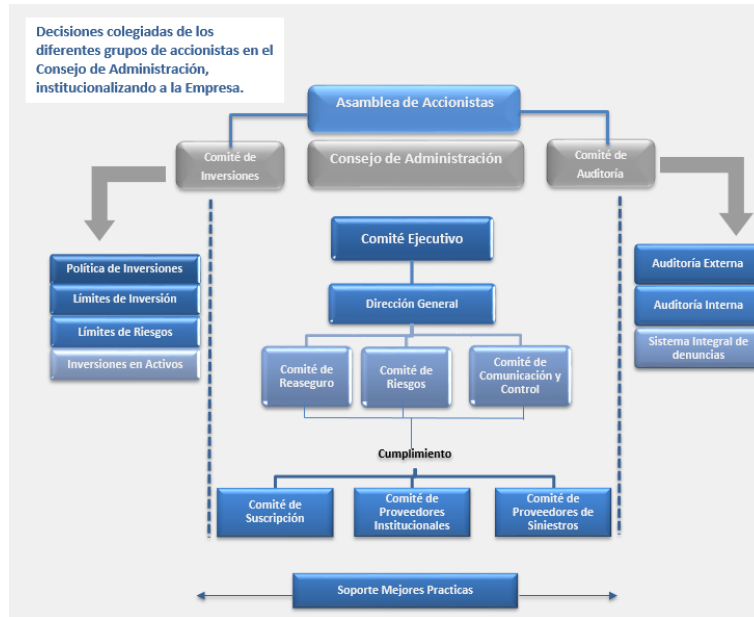 Decisiones colegiadas de los
diferentes grupos de accionistas en el
Consejo de Administración,
institucionalizando a la Empresa.
Asamblea de Accionistas
Comité de
Inversiones
Consejo de Administración
Comité de
Auditoría
Comité Ejecutivo
Política de Inversiones
Límites de Inversión
Límites de Riesgos
Inversiones en Activos
Auditoría Externa
Auditoría Interna
Sistema Integral de
denuncias
Dirección General
Comité de
Reaseguro
Comité de
Riesgos
Comité de
Comunicación y
Control
Cumplimiento
Comité de
Suscripción
Comité de
Proveedores
Institucionales
Comité de
Proveedores de
Siniestros
Soporte Mejores Practicas